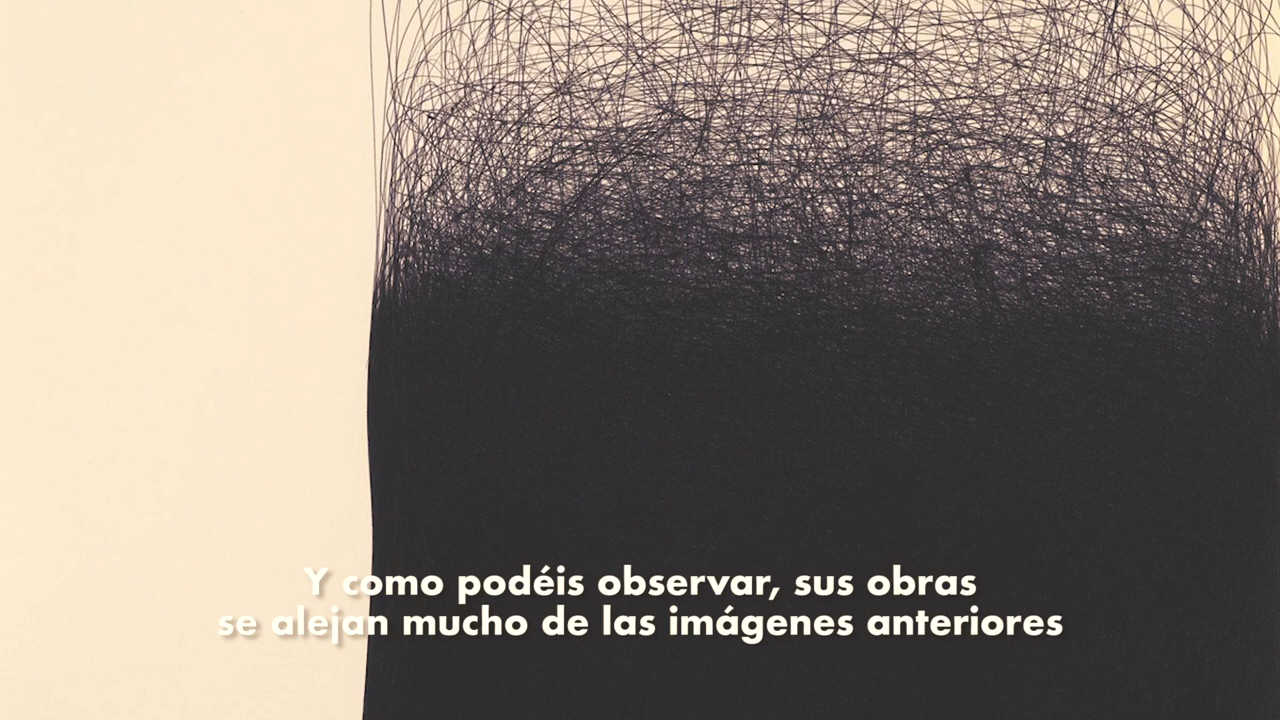 Y como podéis observar, sus obras
se alejan mucho de las imágenes anteriores